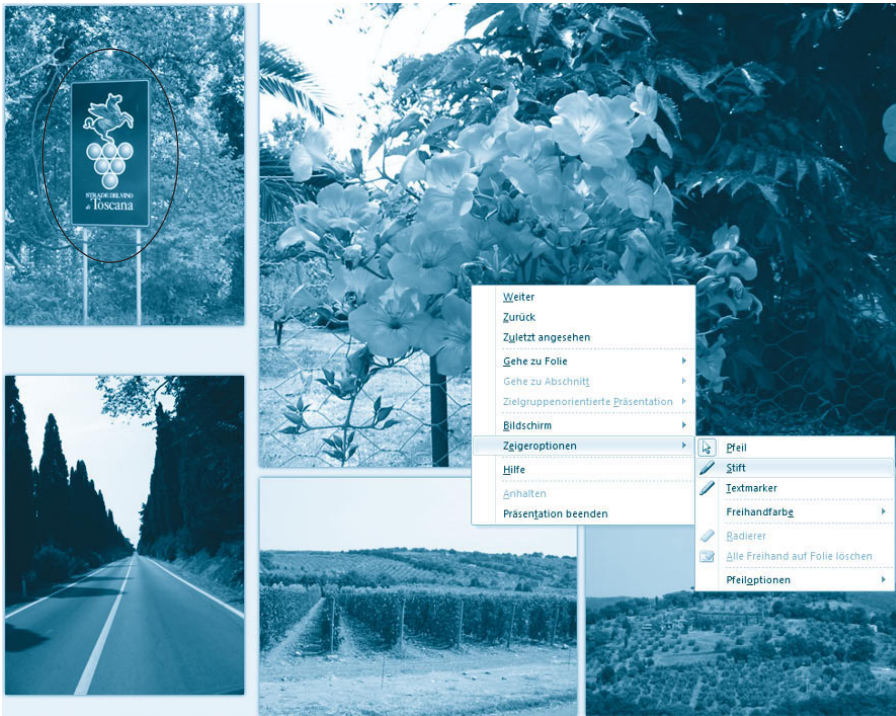 STRADE DEL VINO
di Toscana
Weiter
Zurück
Zuletzt angesehen
Gehe zu Folie
Gehe zu Abschnitt
Zielgruppenorientierte Präsentation
Bildschirm
Zeigeroptionen
Hilfe
Anhalten
Präsentation beenden
Pfeil
Stift
Textmarker
Freihandfarbe
Radierer
Alle Freihand auf Folie löschen
Pfeiloptionen